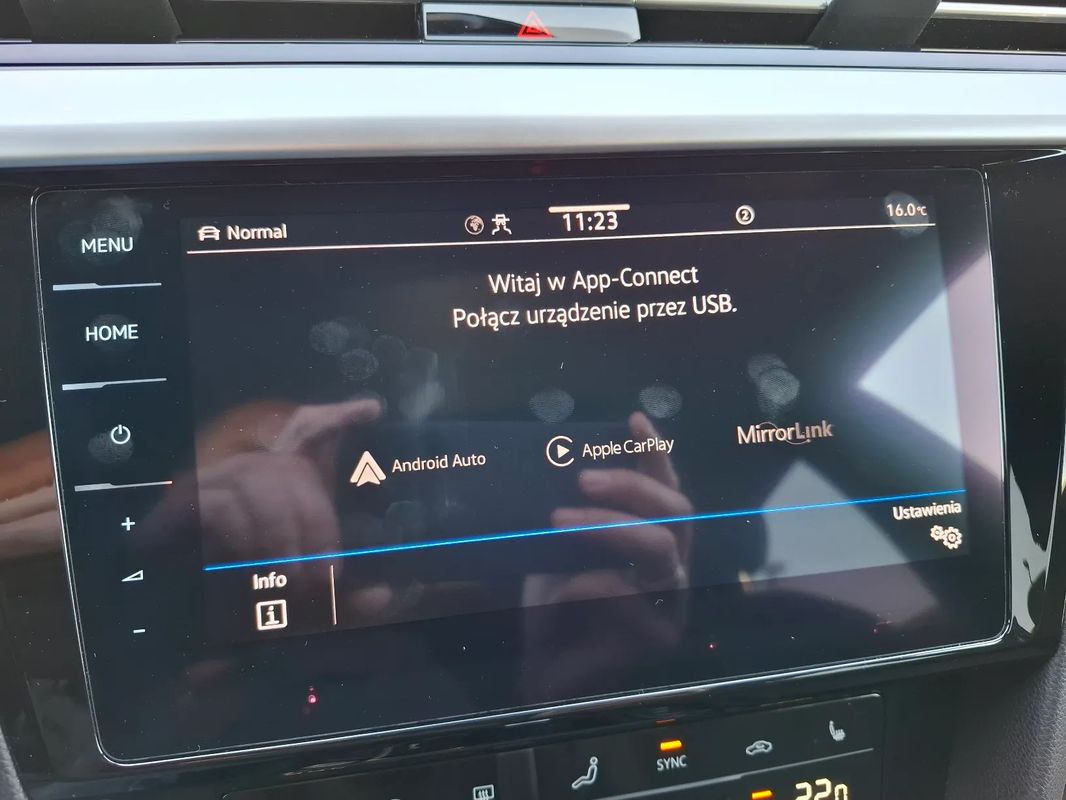 MENU
HOME
Normal
11:23
2
16.0°C
Witaj w App-Connect
Połącz urządzenie przez USB.
Android Auto
Apple CarPlay
MirrorLink
Ustawienia
Info
SYNC